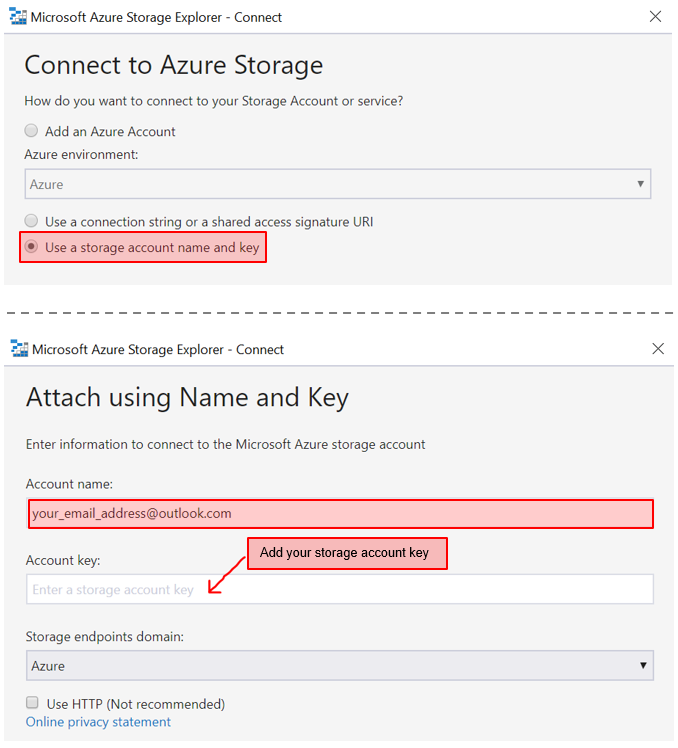 Microsoft Azure Storage Explorer - Connect
Connect to Azure Storage
How do you want to connect to your Storage Account or service?
Add an Azure Account
Azure environment:
Azure
Use a connection string or a shared access signature URI
Use a storage account name and key
Microsoft Azure Storage Explorer - Connect
Attach using Name and Key
Enter information to connect to the Microsoft Azure storage account
Account name:
your_email_address@outlook.com
Add your storage account key
Account key:
Enter a storage account key
Storage endpoints domain:
Azure
Use HTTP (Not recommended)
Online privacy statement